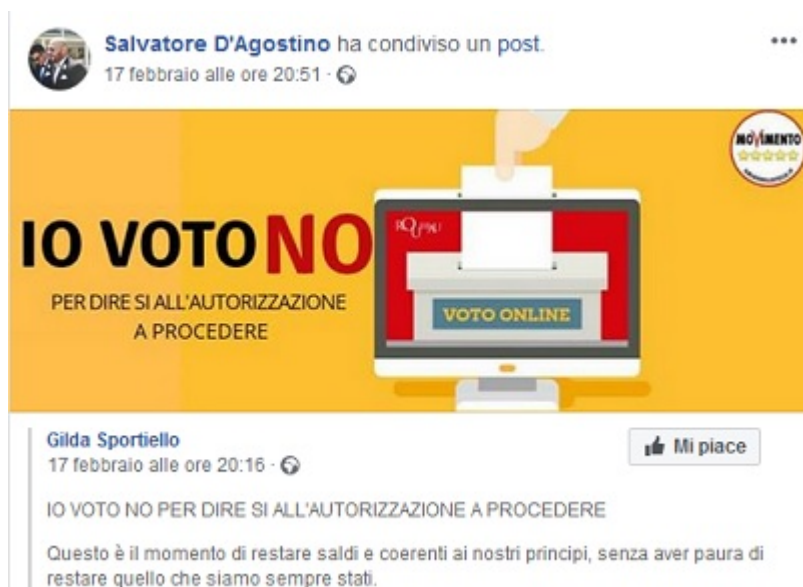 Salvatore D'Agostino ha condiviso un post.
17 febbraio alle ore 20:51 ·
MOVIMENTO
IO VOTO NO
PER DIRE SI ALL'AUTORIZZAZIONE
A PROCEDERE
VOTO ONLINE
Gilda Sportiello
17 febbraio alle ore 20:16 ·
Mi piace
IO VOTO NO PER DIRE SI ALL'AUTORIZZAZIONE A PROCEDERE
Questo è il momento di restare saldi e coerenti ai nostri principi, senza aver paura di
restare quello che siamo sempre stati.